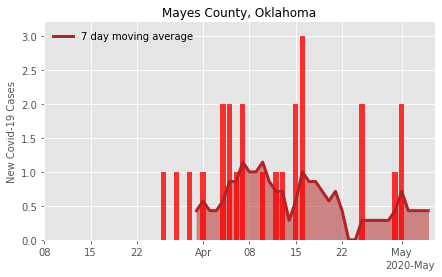 Mayes County, Oklahoma
7 day moving average
New Covid-19 Cases
3.0
2.5
2.0
1.5
1.0
0.5
0.0
08 15 22 Apr 08 15 22 May
2020-May